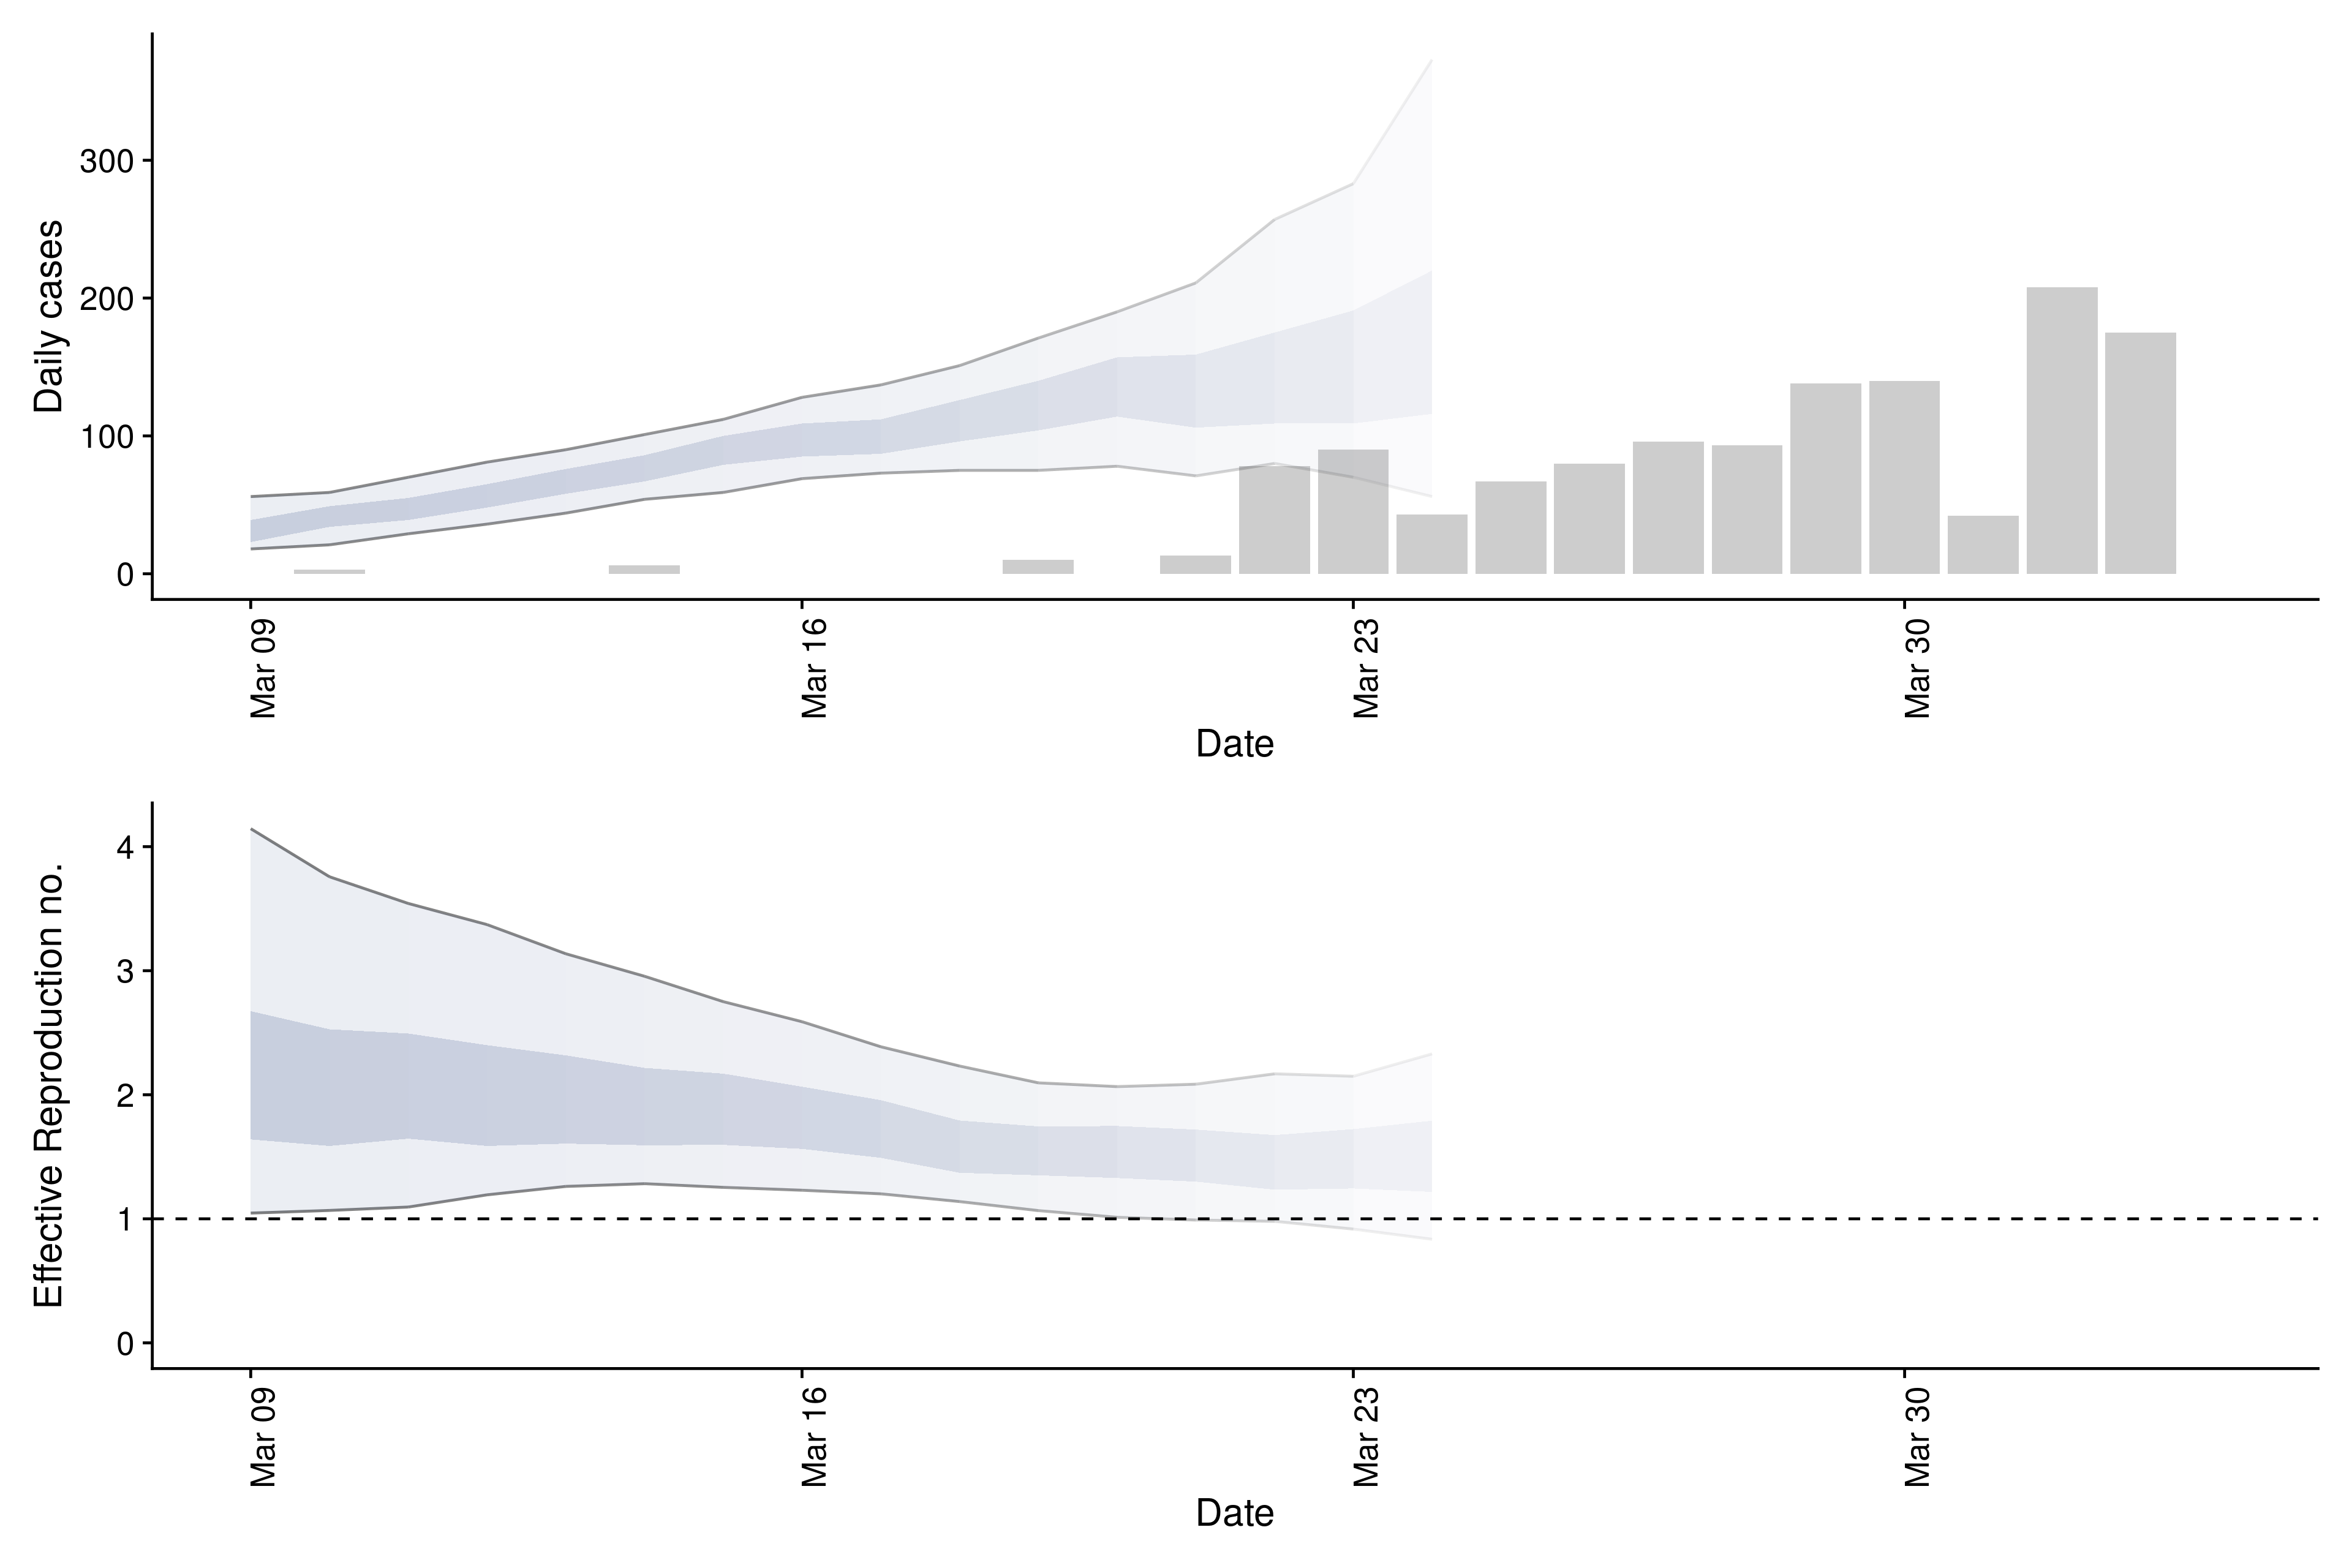 Daily cases
300
200
100
0
Mar 09
Mar 16
Mar 23
Mar 30
Date
Effective Reproduction no.
4
3
2
1
0
Mar 09
Mar 16
Mar 23
Mar 30
Date